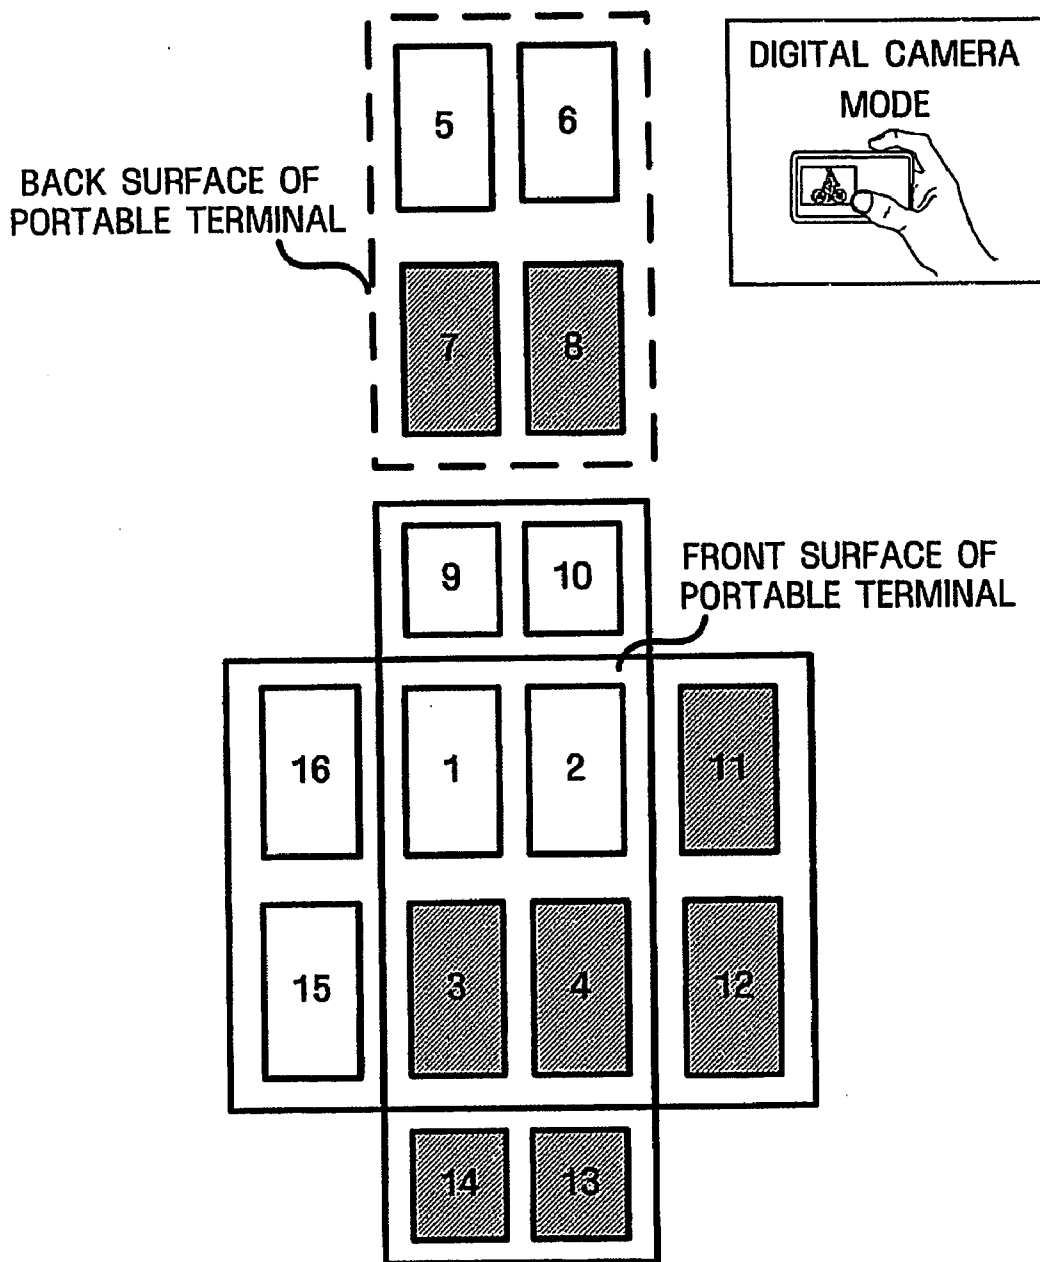 5 6
DIGITAL CAMERA
MODE
BACK SURFACE OF
PORTABLE TERMINAL
7 8
9 10
FRONT SURFACE OF
PORTABLE TERMINAL
16 1 2 11
15 3 4 12
14 13